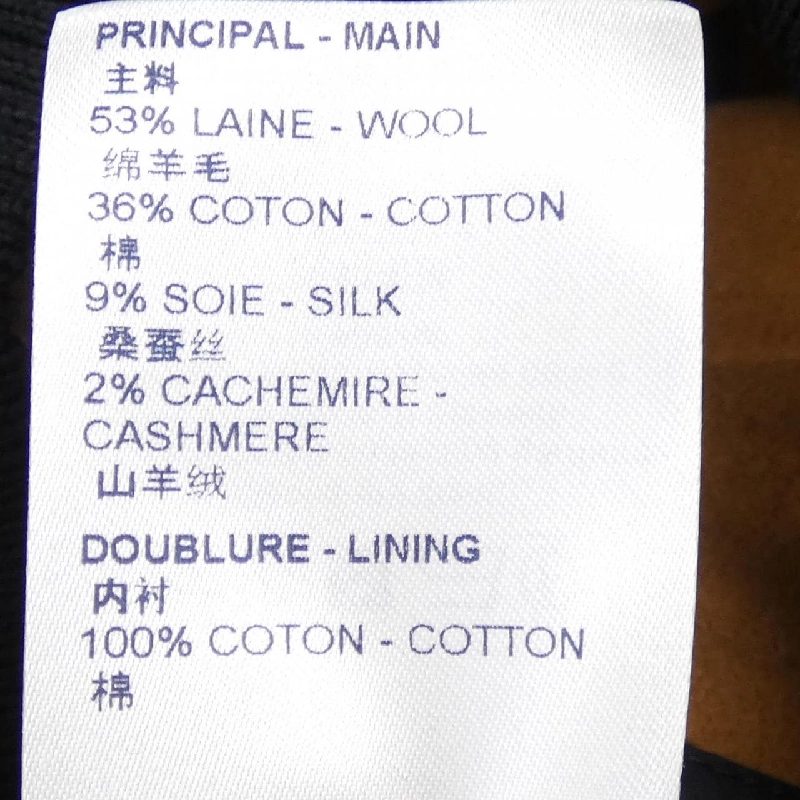 PRINCIPAL - MAIN
主料
53% LAINE - WOOL
绵羊毛
36% COTON - COTTON
棉
9% SOIE - SILK
桑蚕丝
2% CACHEMIRE -
CASHMERE
山羊绒
DOUBLURE - LINING
内衬
100% COTON - COTTON
棉